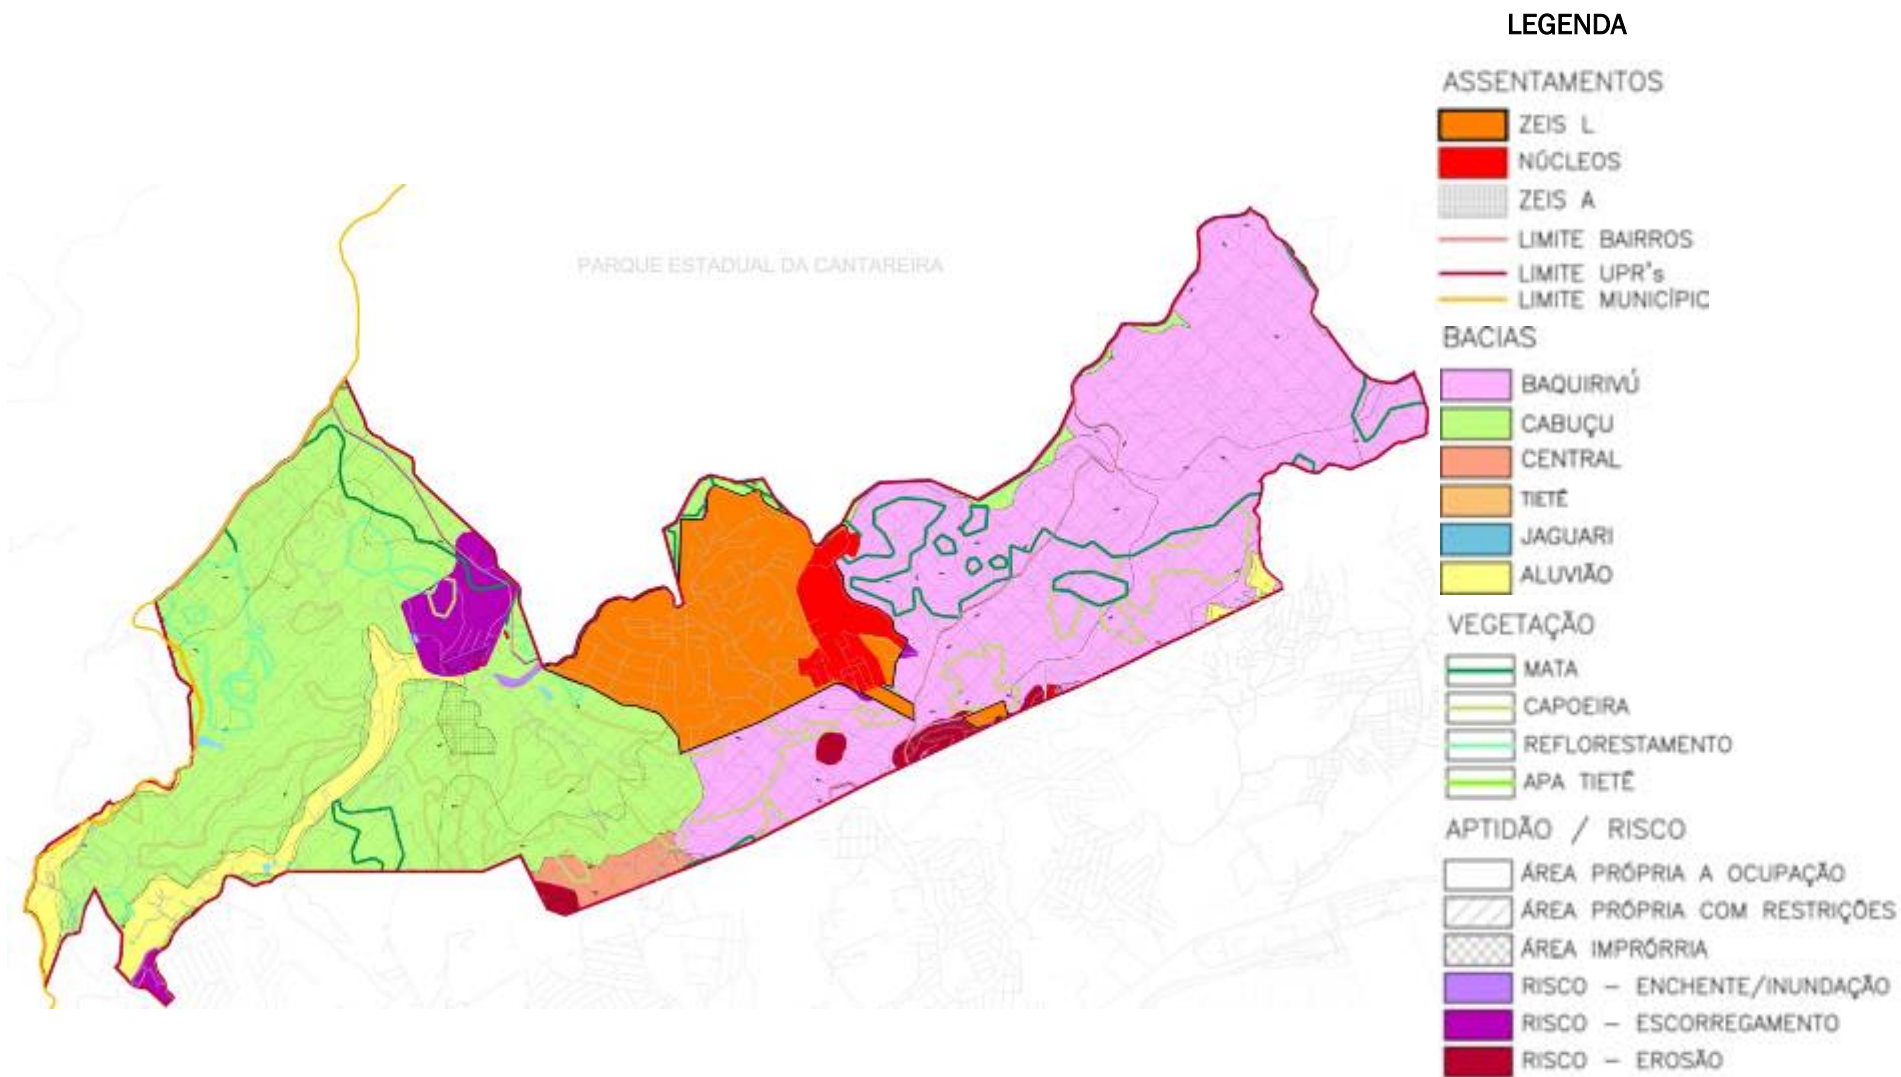 LEGENDA
ASSENTAMENTOS
ZEIS L
NÚCLEOS
ZEIS A
LIMITE BAIRROS
LIMITE UPR's
LIMITE MUNICÍPIO
PARQUE ESTADUAL DA CANTAREIRA
BACIAS
BAQUIRIVÚ
CABUÇU
CENTRAL
TIETÊ
JAGUARI
ALUVIÃO
VEGETAÇÃO
MATA
CAPOEIRA
REFLORESTAMENTO
APA TIETÊ
APTIDÃO / RISCO
ÁREA PRÓPRIA A OCUPAÇÃO
ÁREA PRÓPRIA COM RESTRIÇÕES
ÁREA IMPRÓRRIA
RISCO – ENCHENTE/INUNDAÇÃO
RISCO – ESCORREGAMENTO
RISCO – EROSÃO